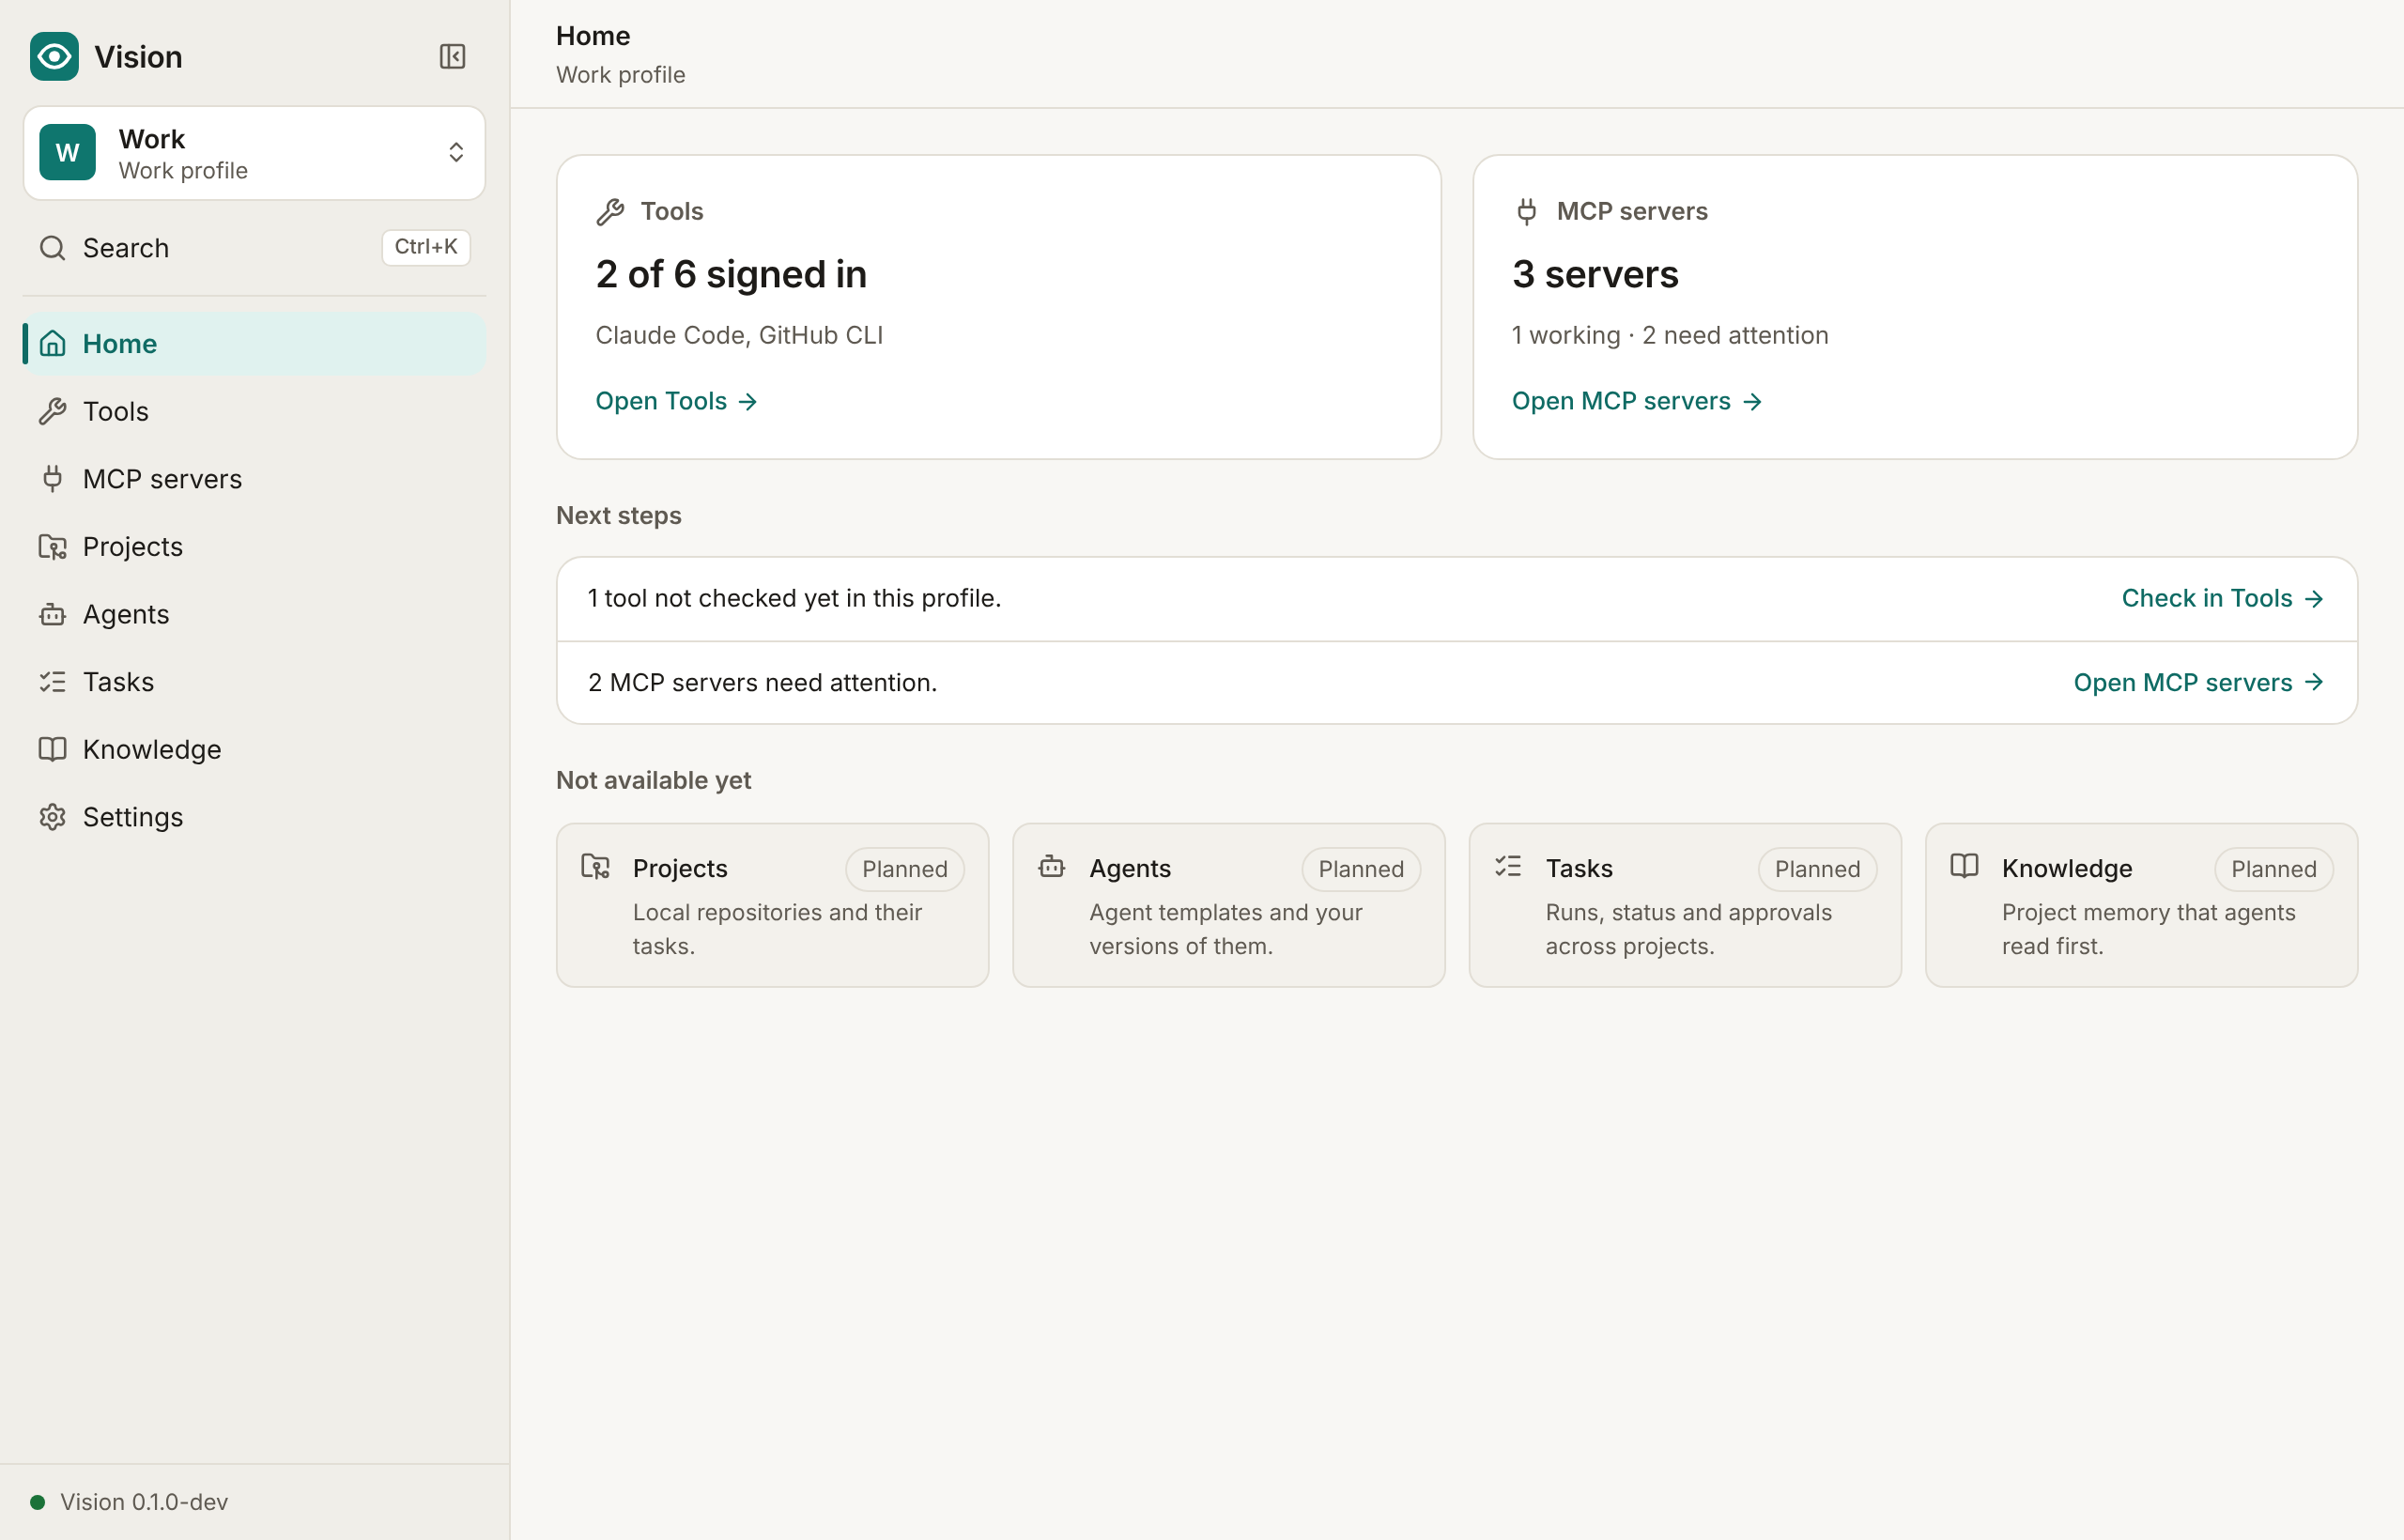 Vision
W
Work
Work profile
Search
Ctrl+K
Home
Tools
MCP servers
Projects
Agents
Tasks
Knowledge
Settings
Vision 0.1.0-dev
Home
Work profile
Tools
2 of 6 signed in
Claude Code, GitHub CLI
Open Tools →
MCP servers
3 servers
1 working · 2 need attention
Open MCP servers →
Next steps
1 tool not checked yet in this profile.
Check in Tools →
2 MCP servers need attention.
Open MCP servers →
Not available yet
Projects
Planned
Local repositories and their
tasks.
Agents
Planned
Agent templates and your
versions of them.
Tasks
Planned
Runs, status and approvals
across projects.
Knowledge
Planned
Project memory that agents
read first.